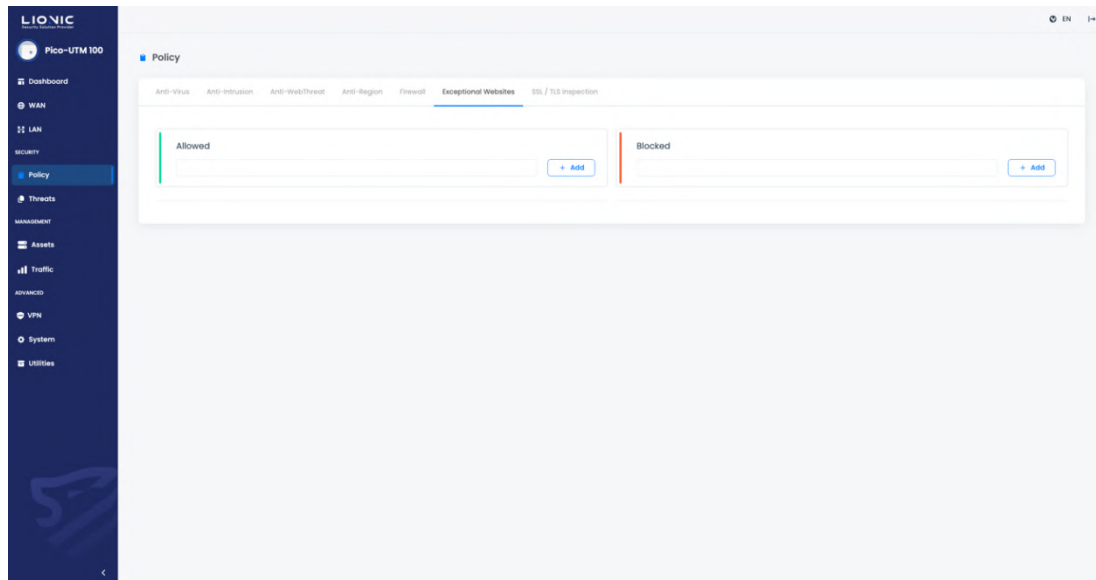 LIONIC
Security Solution Provider
EN
Pico-UTM 100
Policy
Dashboard
WAN
LAN
SECURITY
Policy
Threats
MANAGEMENT
Assets
Traffic
ADVANCED
VPN
System
Utilities
Anti-Virus Anti-Intrusion Anti-WebThreat Anti-Region Firewall Exceptional Websites SSL / TLS Inspection
Allowed
+ Add
Blocked
+ Add